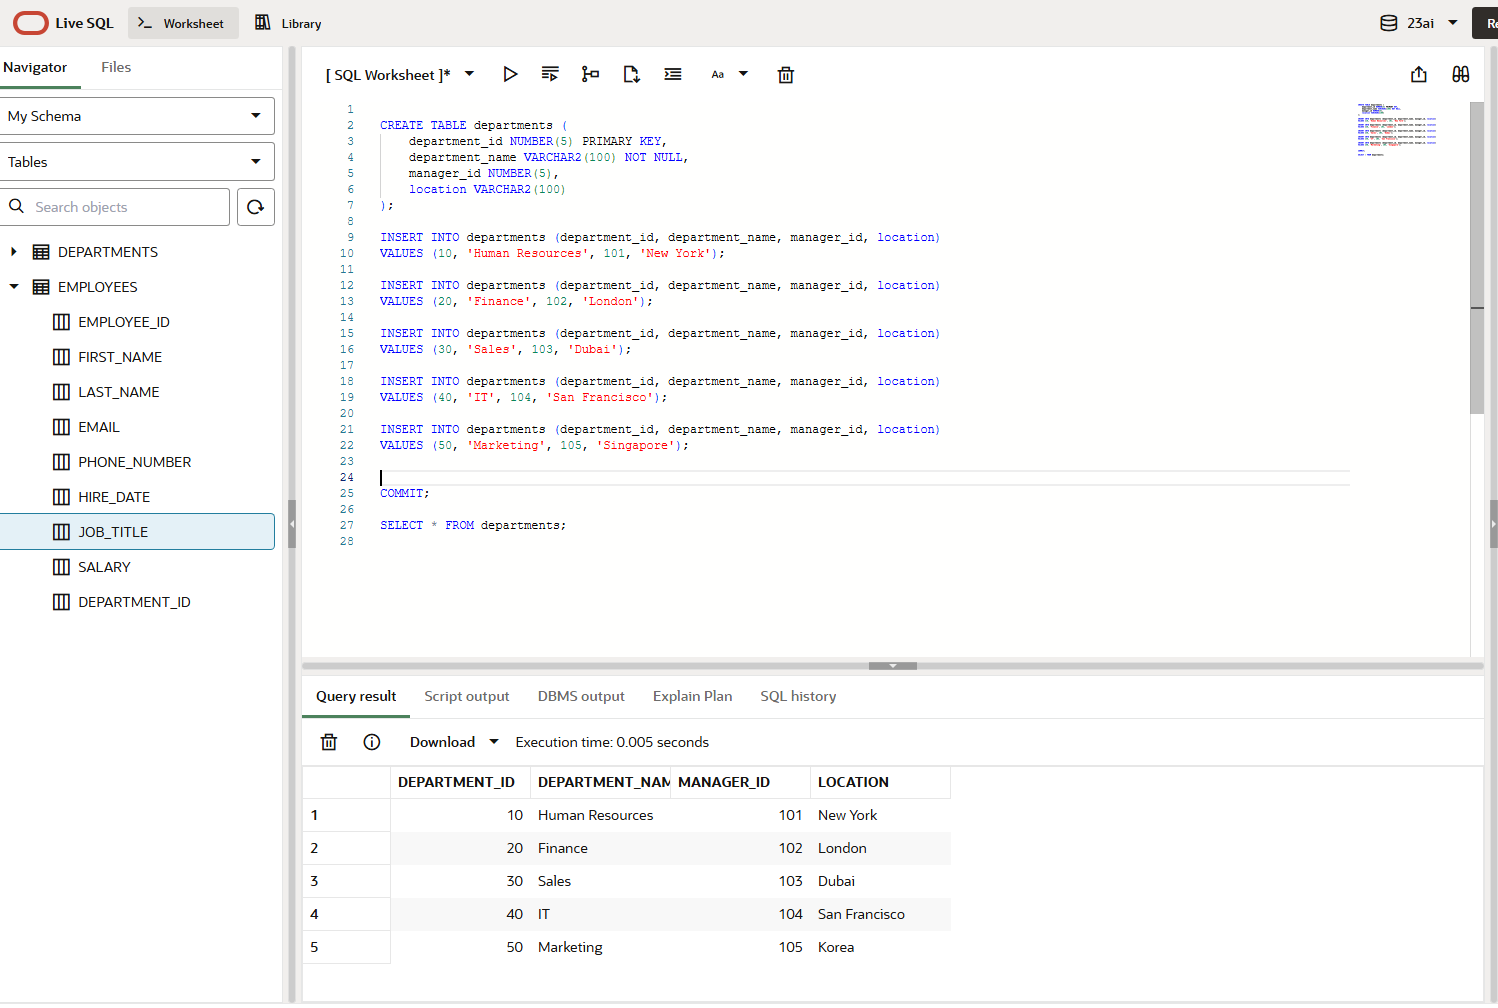 Live SQL
Worksheet
Library
23ai
Re
Navigator
Files
My Schema
Tables
Search objects
DEPARTMENTS
EMPLOYEES
EMPLOYEE_ID
FIRST_NAME
LAST_NAME
EMAIL
PHONE_NUMBER
HIRE_DATE
JOB_TITLE
SALARY
DEPARTMENT_ID
[ SQL Worksheet ]*
Aa
1
2 CREATE TABLE departments (
3 department_id NUMBER(5) PRIMARY KEY,
4 department_name VARCHAR2(100) NOT NULL,
5 manager_id NUMBER(5),
6 location VARCHAR2(100)
7 );
8
9 INSERT INTO departments (department_id, department_name, manager_id, location)
10 VALUES (10, 'Human Resources', 101, 'New York');
11
12 INSERT INTO departments (department_id, department_name, manager_id, location)
13 VALUES (20, 'Finance', 102, 'London');
14
15 INSERT INTO departments (department_id, department_name, manager_id, location)
16 VALUES (30, 'Sales', 103, 'Dubai');
17
18 INSERT INTO departments (department_id, department_name, manager_id, location)
19 VALUES (40, 'IT', 104, 'San Francisco');
20
21 INSERT INTO departments (department_id, department_name, manager_id, location)
22 VALUES (50, 'Marketing', 105, 'Singapore');
23
24
25 COMMIT;
26
27 SELECT * FROM departments;
28
Query result
Script output
DBMS output
Explain Plan
SQL history
Download
Execution time: 0.005 seconds
DEPARTMENT_ID DEPARTMENT_NAM MANAGER_ID LOCATION
1 10 Human Resources 101 New York
2 20 Finance 102 London
3 30 Sales 103 Dubai
4 40 IT 104 San Francisco
5 50 Marketing 105 Korea